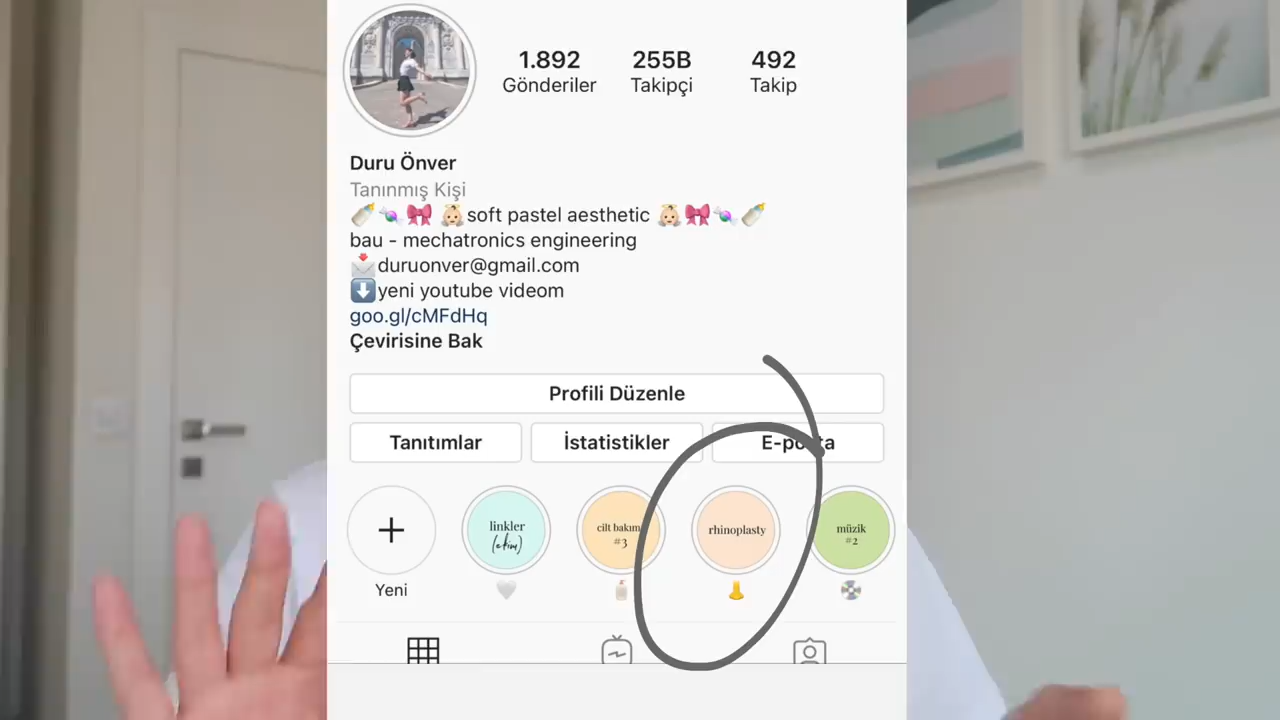 1.892 255B 492
Gönderiler Takipçi Takip
Duru Önver
Tanınmış Kişi
🍼🍬🎀 👼🏻soft pastel aesthetic 👼🏻🎀🍬🍼
bau - mechatronics engineering
📩duruonver@gmail.com
⬇️yeni youtube videom
goo.gl/cMFdHq
Çevirisine Bak
Profili Düzenle
Tanıtımlar İstatistikler E-posta
linkler
(ekim)
cilt bakım
#3
rhinoplasty
müzik
#2
Yeni 🤍 🧴 👃 💿